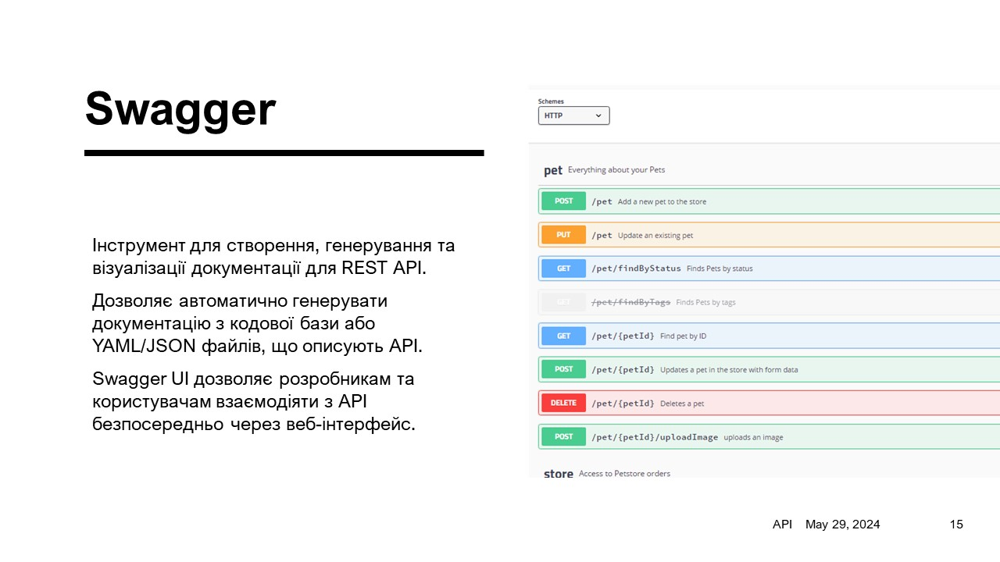 Swagger
Інструмент для створення, генерування та
візуалізації документації для REST API.
Дозволяє автоматично генерувати
документацію з кодової бази або
YAML/JSON файлів, що описують API.
Swagger UI дозволяє розробникам та
користувачам взаємодіяти з API
безпосередньо через веб-інтерфейс.
Schemes
HTTP
pet Everything about your Pets
POST /pet Add a new pet to the store
PUT /pet Update an existing pet
GET /pet/findByStatus Finds Pets by status
GET /pet/findByTags Finds Pets by tags
GET /pet/{petId} Find pet by ID
POST /pet/{petId} Updates a pet in the store with form data
DELETE /pet/{petId} Deletes a pet
POST /pet/{petId}/uploadImage uploads an image
store Access to Petstore orders
API May 29, 2024 15